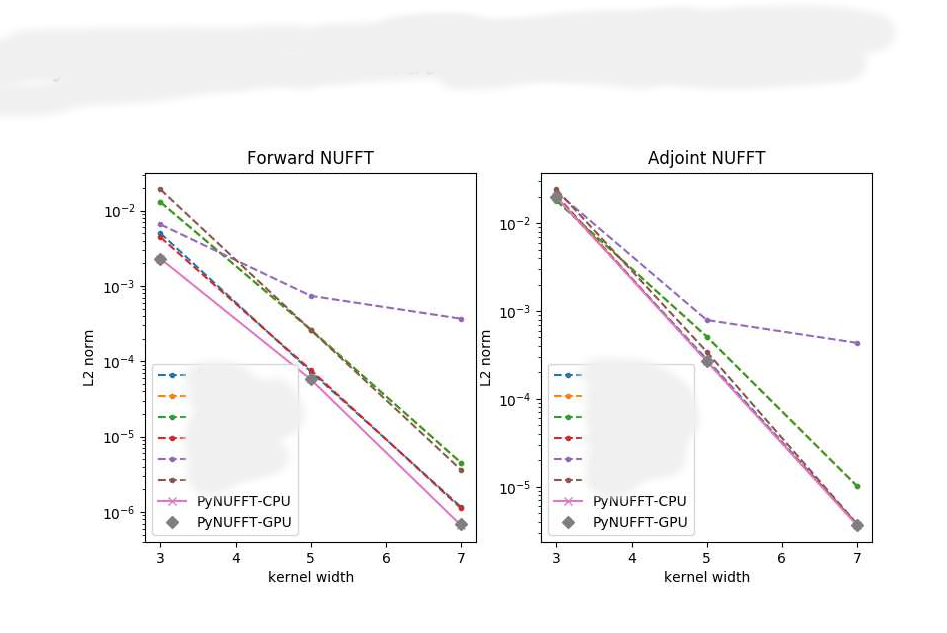 Forward NUFFT
10⁻²
10⁻³
10⁻⁴
10⁻⁵
10⁻⁶
L2 norm
PyNUFFT-CPU
PyNUFFT-GPU
3 4 5 6 7
kernel width
Adjoint NUFFT
10⁻²
10⁻³
10⁻⁴
10⁻⁵
L2 norm
PyNUFFT-CPU
PyNUFFT-GPU
3 4 5 6 7
kernel width